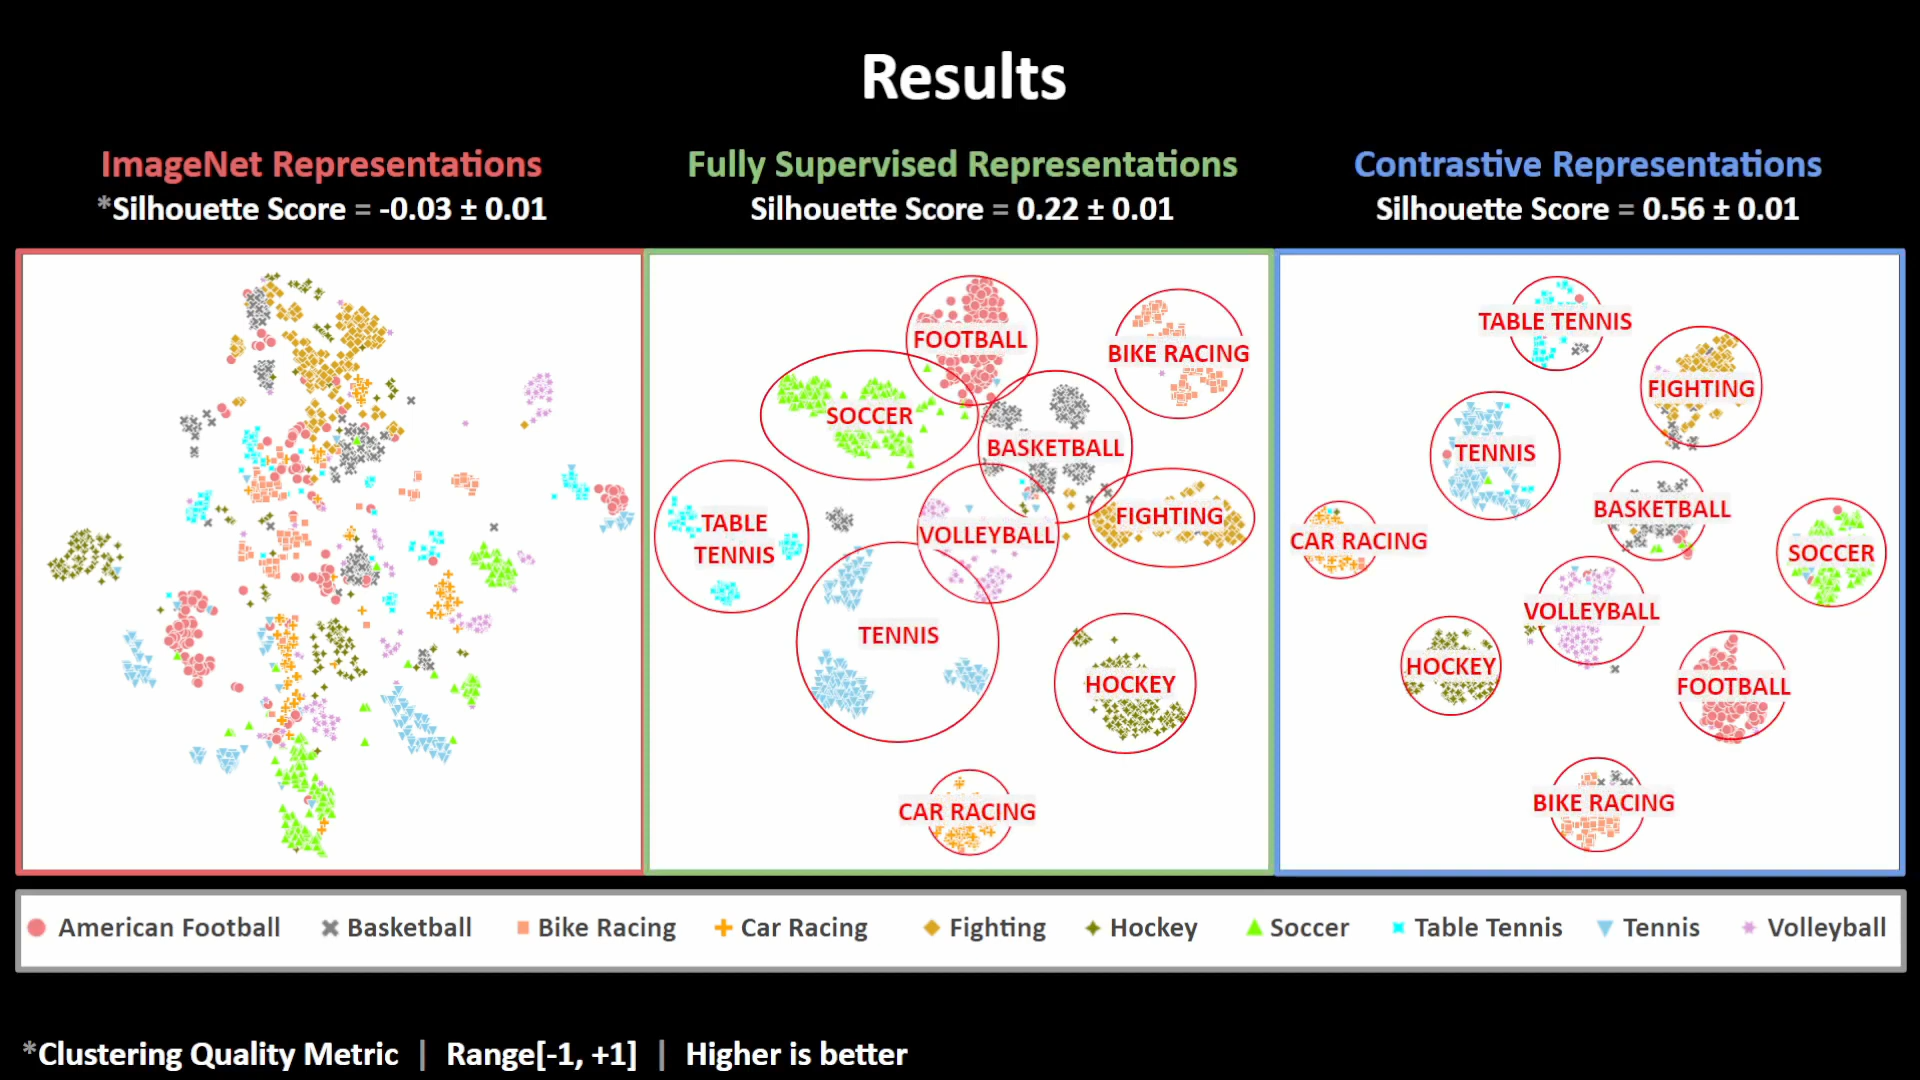 Results
ImageNet Representations
*Silhouette Score = -0.03 ± 0.01
Fully Supervised Representations
Silhouette Score = 0.22 ± 0.01
Contrastive Representations
Silhouette Score = 0.56 ± 0.01
FOOTBALL
BIKE RACING
SOCCER
BASKETBALL
TABLE
TENNIS
VOLLEYBALL
FIGHTING
TENNIS
HOCKEY
CAR RACING
TABLE TENNIS
FIGHTING
TENNIS
BASKETBALL
CAR RACING
SOCCER
VOLLEYBALL
HOCKEY
FOOTBALL
BIKE RACING
American Football Basketball Bike Racing Car Racing Fighting Hockey Soccer Table Tennis Tennis Volleyball
*Clustering Quality Metric | Range[-1, +1] | Higher is better